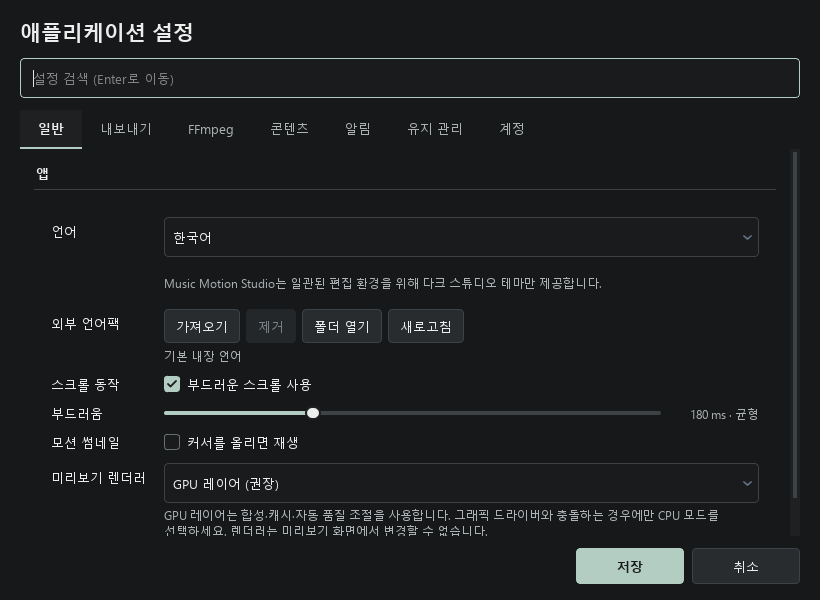 애플리케이션 설정
설정 검색 (Enter로 이동)
일반 내보내기 FFmpeg 콘텐츠 알림 유지 관리 계정
앱
언어 한국어
Music Motion Studio는 일관된 편집 환경을 위해 다크 스튜디오 테마만 제공합니다.
외부 언어팩 가져오기 제거 폴더 열기 새로고침
기본 내장 언어
스크롤 동작 부드러운 스크롤 사용
부드러움 180 ms · 균형
모션 썸네일 커서를 올리면 재생
미리보기 렌더러 GPU 레이어 (권장)
GPU 레이어는 합성·캐시·자동 품질 조절을 사용합니다. 그래픽 드라이버와 충돌하는 경우에만 CPU 모드를
선택하세요. 렌더러는 미리보기 화면에서 변경할 수 없습니다.
저장 취소